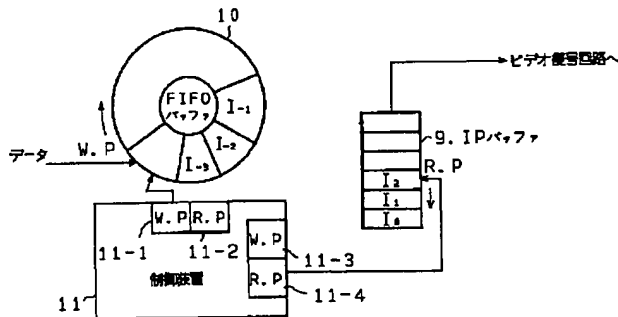 10
FIFO
バッファ
I-1
I-2
I-3
W.P
データ
ビデオ復号回路へ
9.IPバッファ
R.P
I2
I1
I0
W.P R.P
11-1
11-2
W.P
11-3
制御装置
R.P
11-4
11